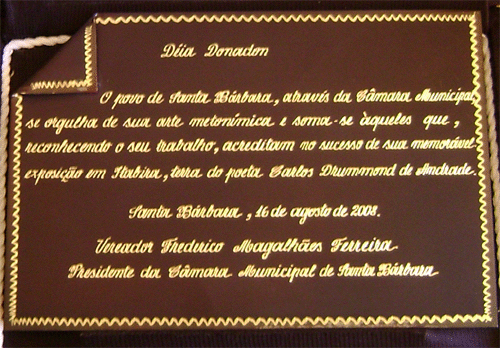 Déia Donadon
O povo de Santa Bárbara, através da Câmara Municipal,
se orgulha de sua arte metonímica e soma-se àqueles que,
reconhecendo o seu trabalho, acreditam no sucesso de sua memorável
exposição em Itabira, terra do poeta Carlos Drummond de Andrade.
Santa Bárbara, 16 de agosto de 2008.
Vereador Frederico Magalhães Ferreira
Presidente da Câmara Municipal de Santa Bárbara